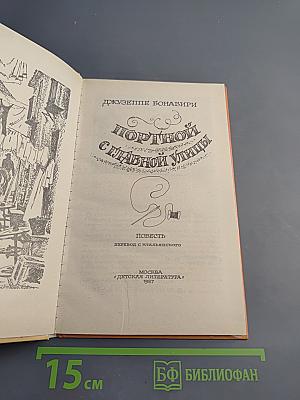 ДЖУЗЕППЕ БОНАВИРИ
ПОРТНОЙ
С ГЛАВНОЙ УЛИЦЫ
ПОВЕСТЬ
ПЕРЕВОД С ИТАЛЬЯНСКОГО
МОСКВА
«ДЕТСКАЯ ЛИТЕРАТУРА»
1987
15 см
БФ БИБЛИОФАН